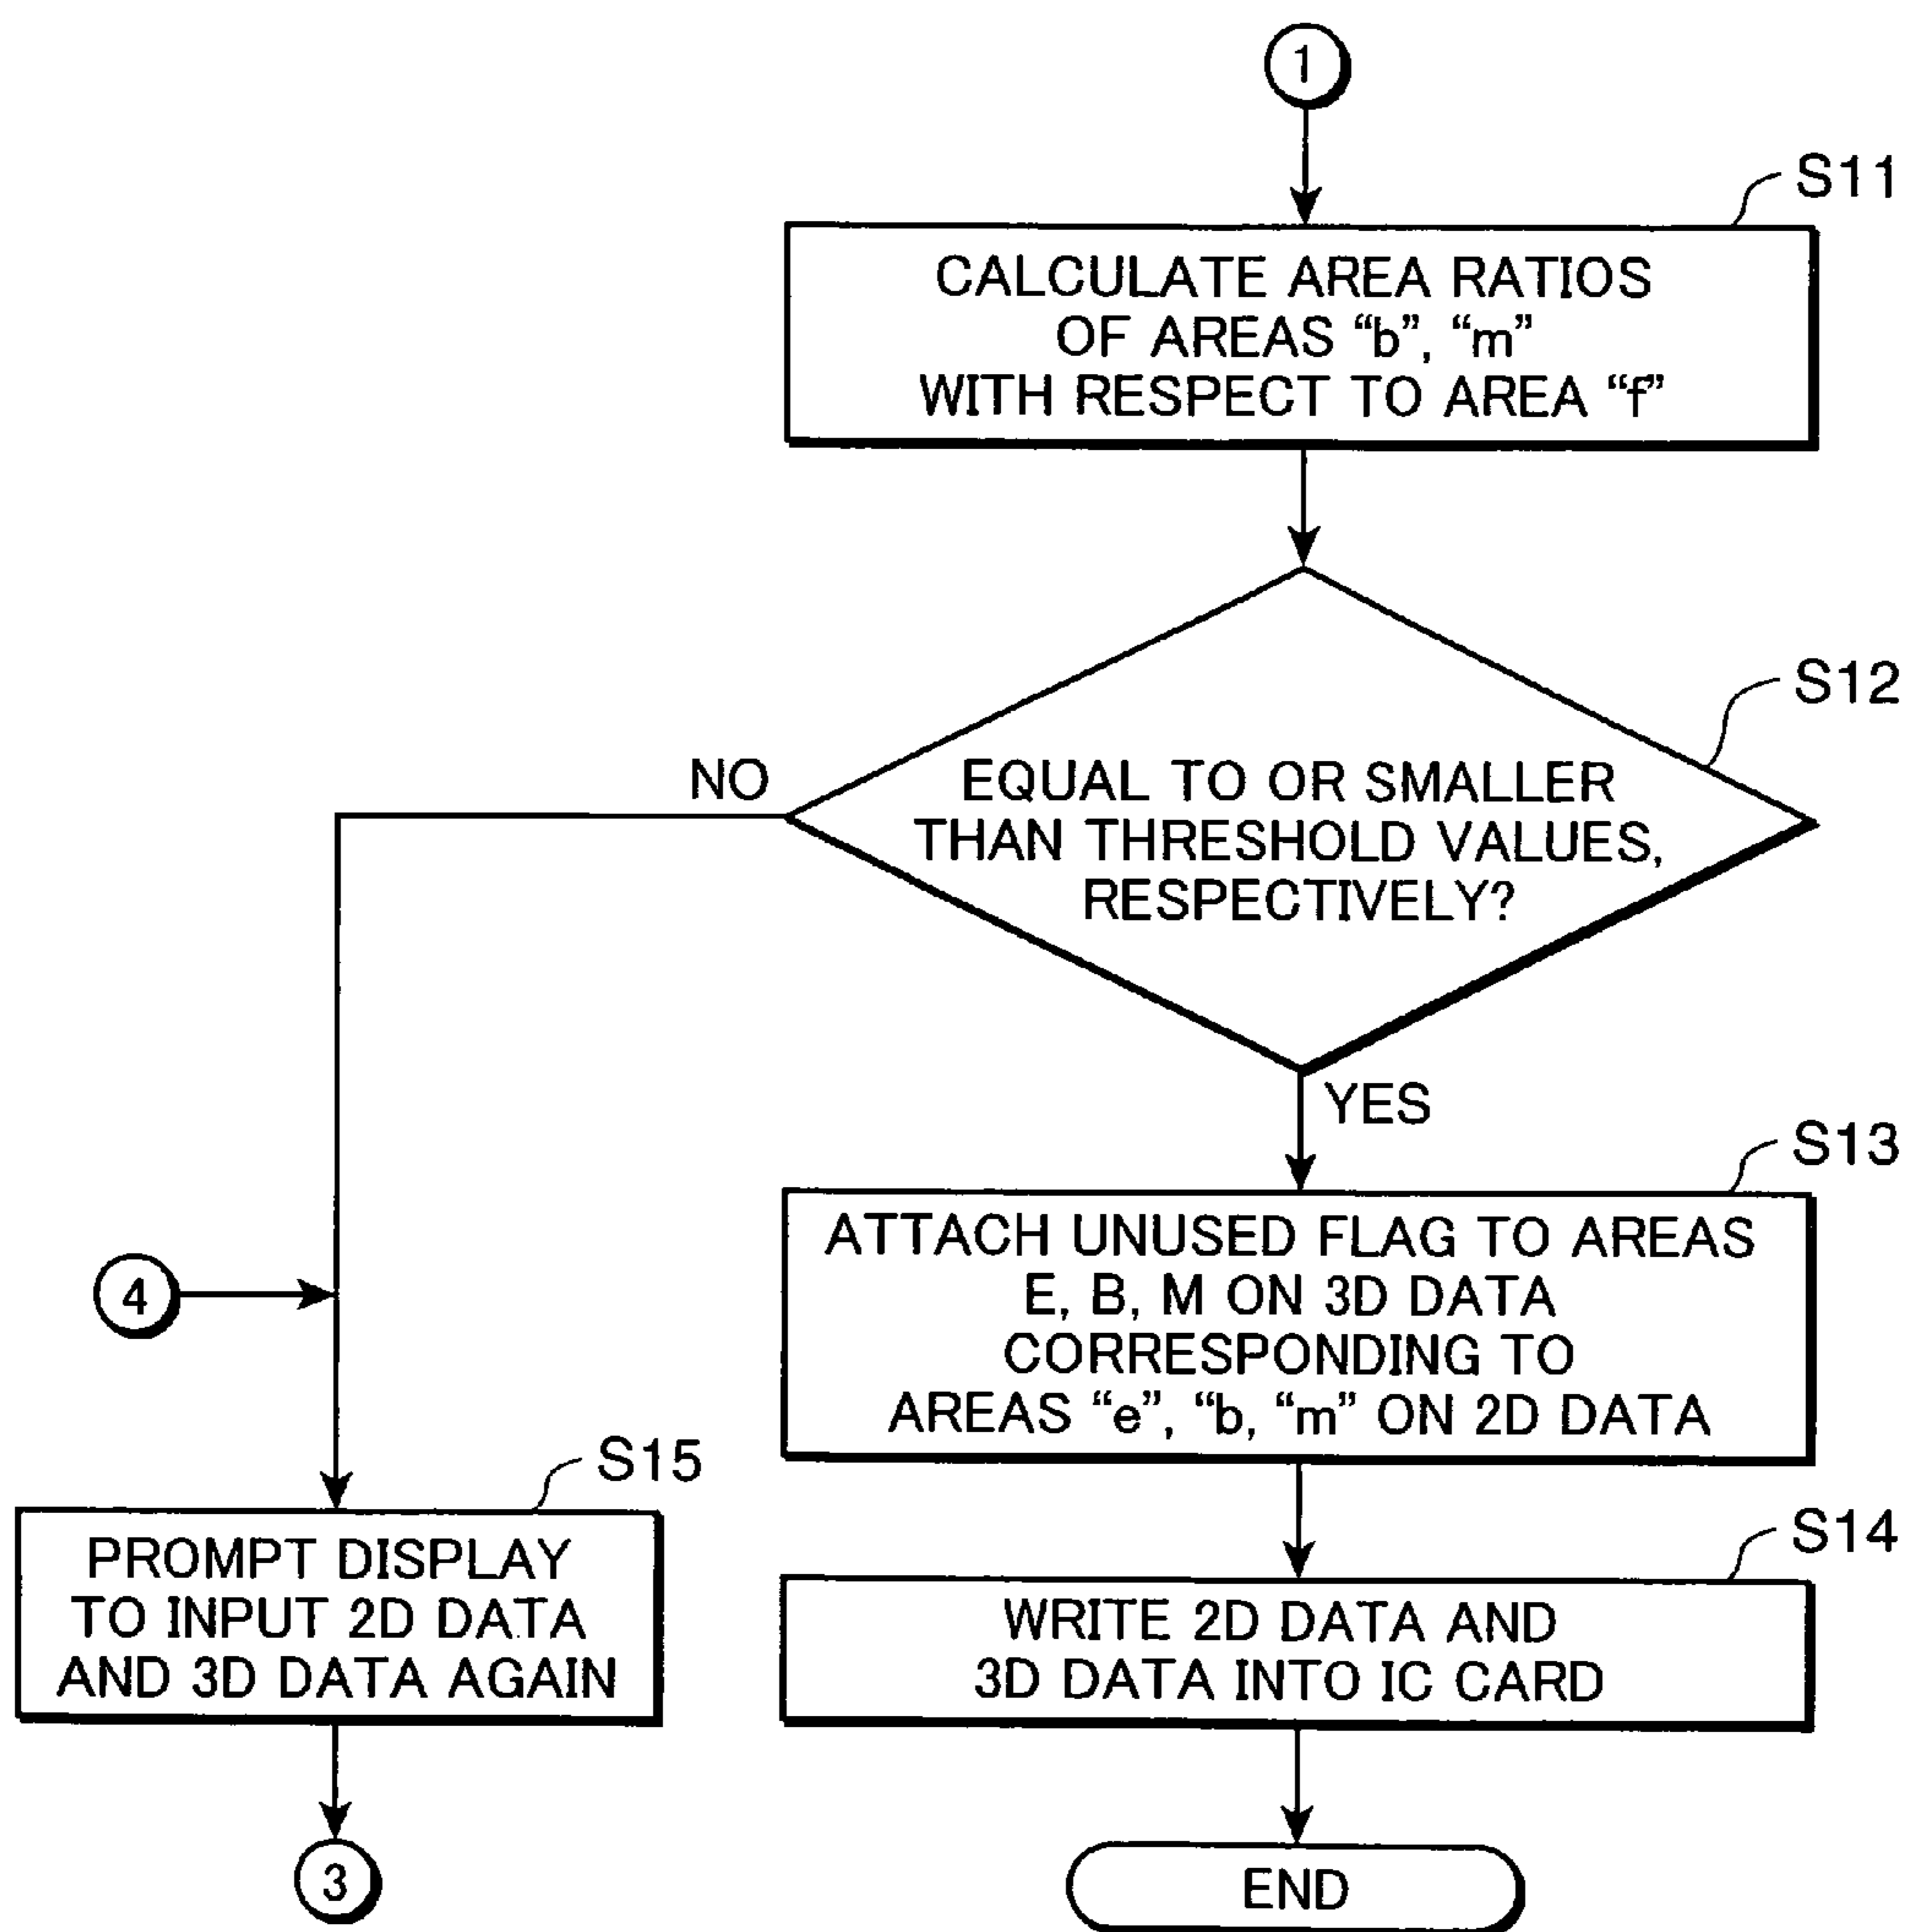 1
S11
CALCULATE AREA RATIOS
OF AREAS “b”, “m”
WITH RESPECT TO AREA “f”
S12
NO
EQUAL TO OR SMALLER
THAN THRESHOLD VALUES,
RESPECTIVELY?
YES
S13
ATTACH UNUSED FLAG TO AREAS
E, B, M ON 3D DATA
CORRESPONDING TO
AREAS “e”, “b, “m” ON 2D DATA
4
S15
PROMPT DISPLAY
TO INPUT 2D DATA
AND 3D DATA AGAIN
S14
WRITE 2D DATA AND
3D DATA INTO IC CARD
3
END